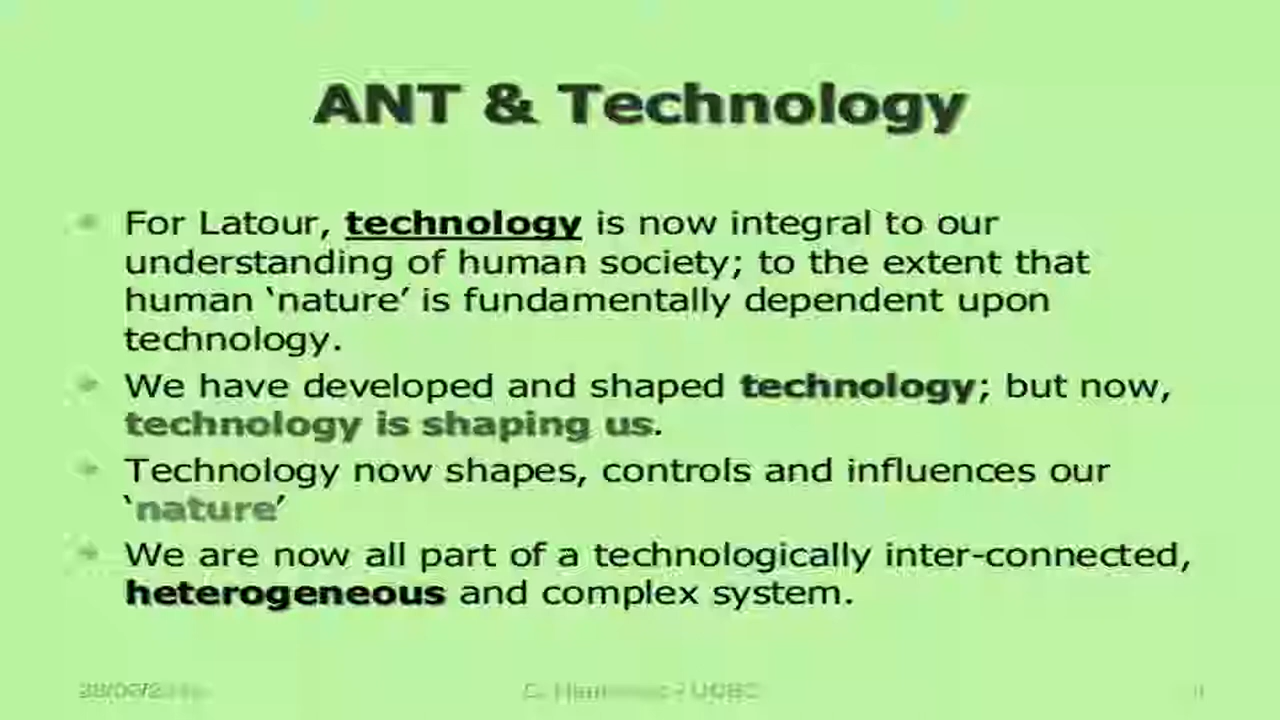 ANT & Technology
For Latour, technology is now integral to our
understanding of human society; to the extent that
human ‘nature’ is fundamentally dependent upon
technology.
We have developed and shaped technology; but now,
technology is shaping us.
Technology now shapes, controls and influences our
‘nature’
We are now all part of a technologically inter-connected,
heterogeneous and complex system.